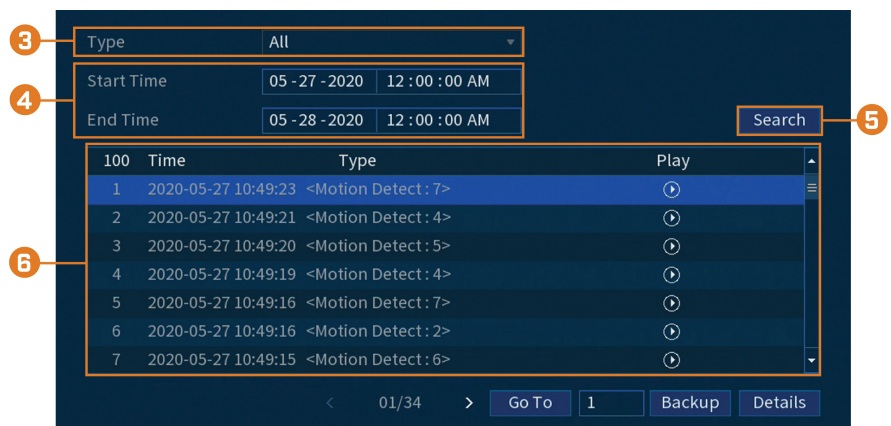 3 Type All
4 Start Time 05 -27 -2020 12 : 00 : 00 AM
End Time 05 -28 -2020 12 : 00 : 00 AM
Search 5
100 Time Type Play
1 2020-05-27 10:49:23 <Motion Detect : 7>
2 2020-05-27 10:49:21 <Motion Detect : 4>
6 3 2020-05-27 10:49:20 <Motion Detect : 5>
4 2020-05-27 10:49:19 <Motion Detect : 4>
5 2020-05-27 10:49:16 <Motion Detect : 7>
6 2020-05-27 10:49:16 <Motion Detect : 2>
7 2020-05-27 10:49:15 <Motion Detect : 6>
< 01/34 > Go To 1 Backup Details